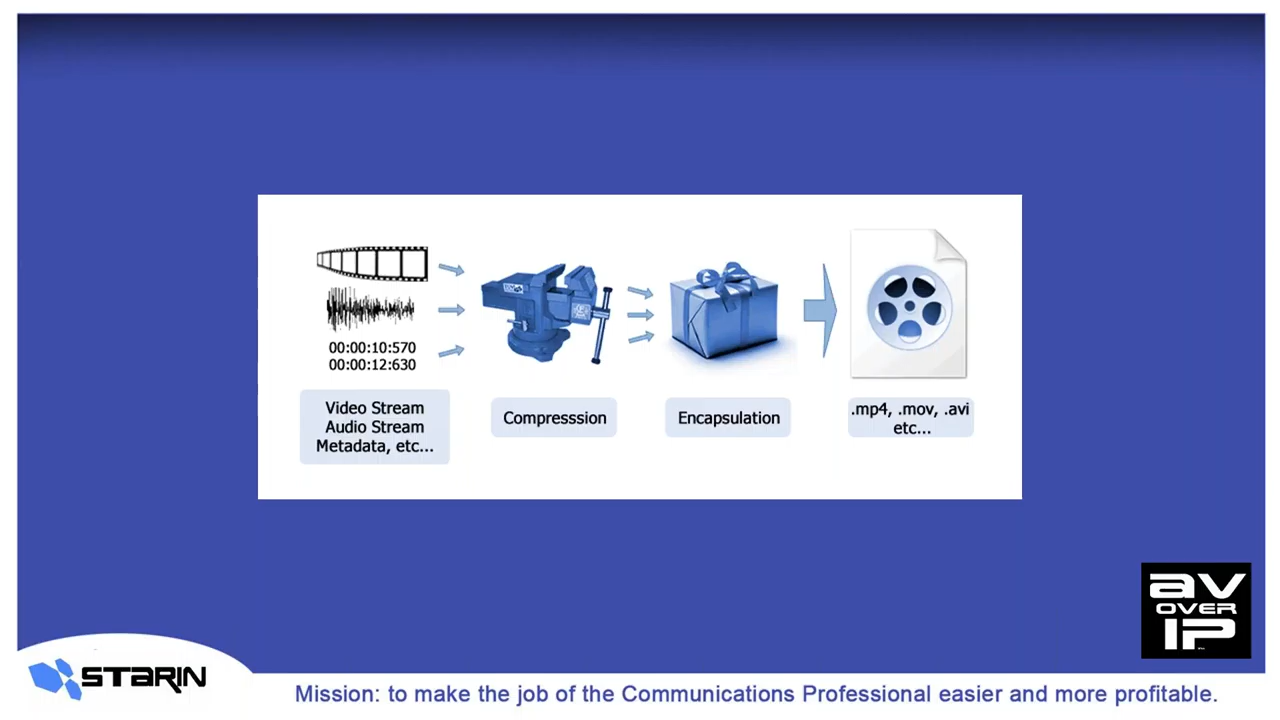 00:00:10:570
00:00:12:630
Video Stream
Audio Stream
Metadata, etc...
Compresssion
Encapsulation
.mp4, .mov, .avi
etc...
av
OVER
IP
STARIN
Mission: to make the job of the Communications Professional easier and more profitable.